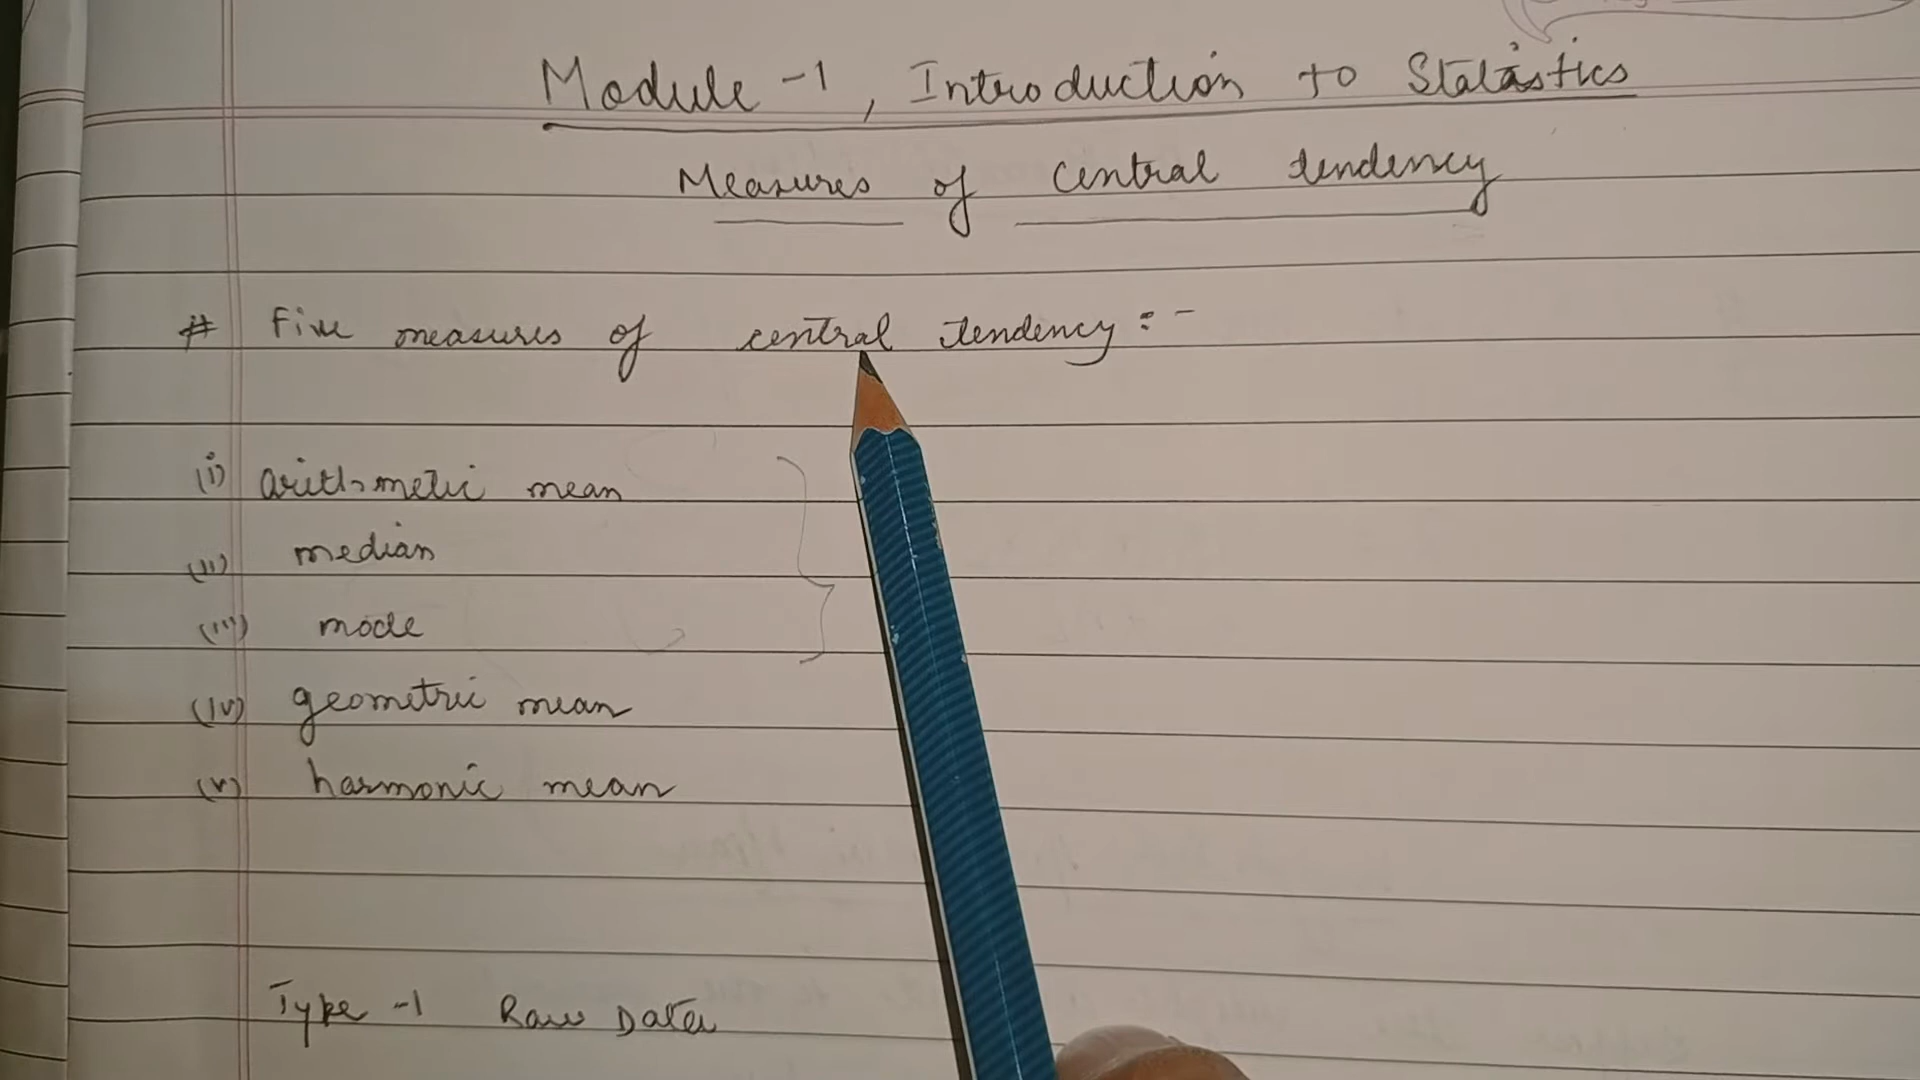 Module -1, Introduction to Statastics
Measures of central tendency
# Five measures of central tendency :-
(i) arithmetic mean
(ii) median
(iii) mode
(iv) geometric mean
(v) harmonic mean
Type -1 Raw Data